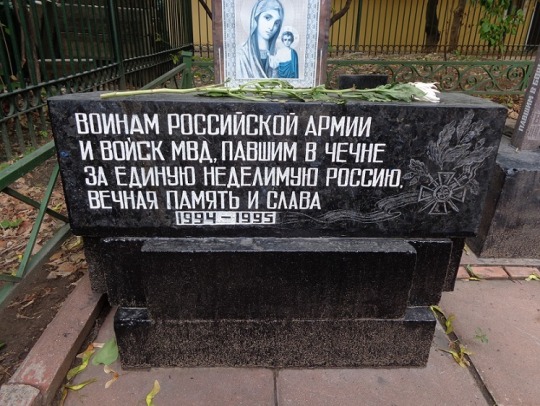 ВОИНАМ РОССИЙСКОЙ АРМИИ
И ВОЙСК МВД, ПАВШИМ В ЧЕЧНЕ
ЗА ЕДИНУЮ НЕДЕЛИМУЮ РОССИЮ,
ВЕЧНАЯ ПАМЯТЬ И СЛАВА
1994-1995